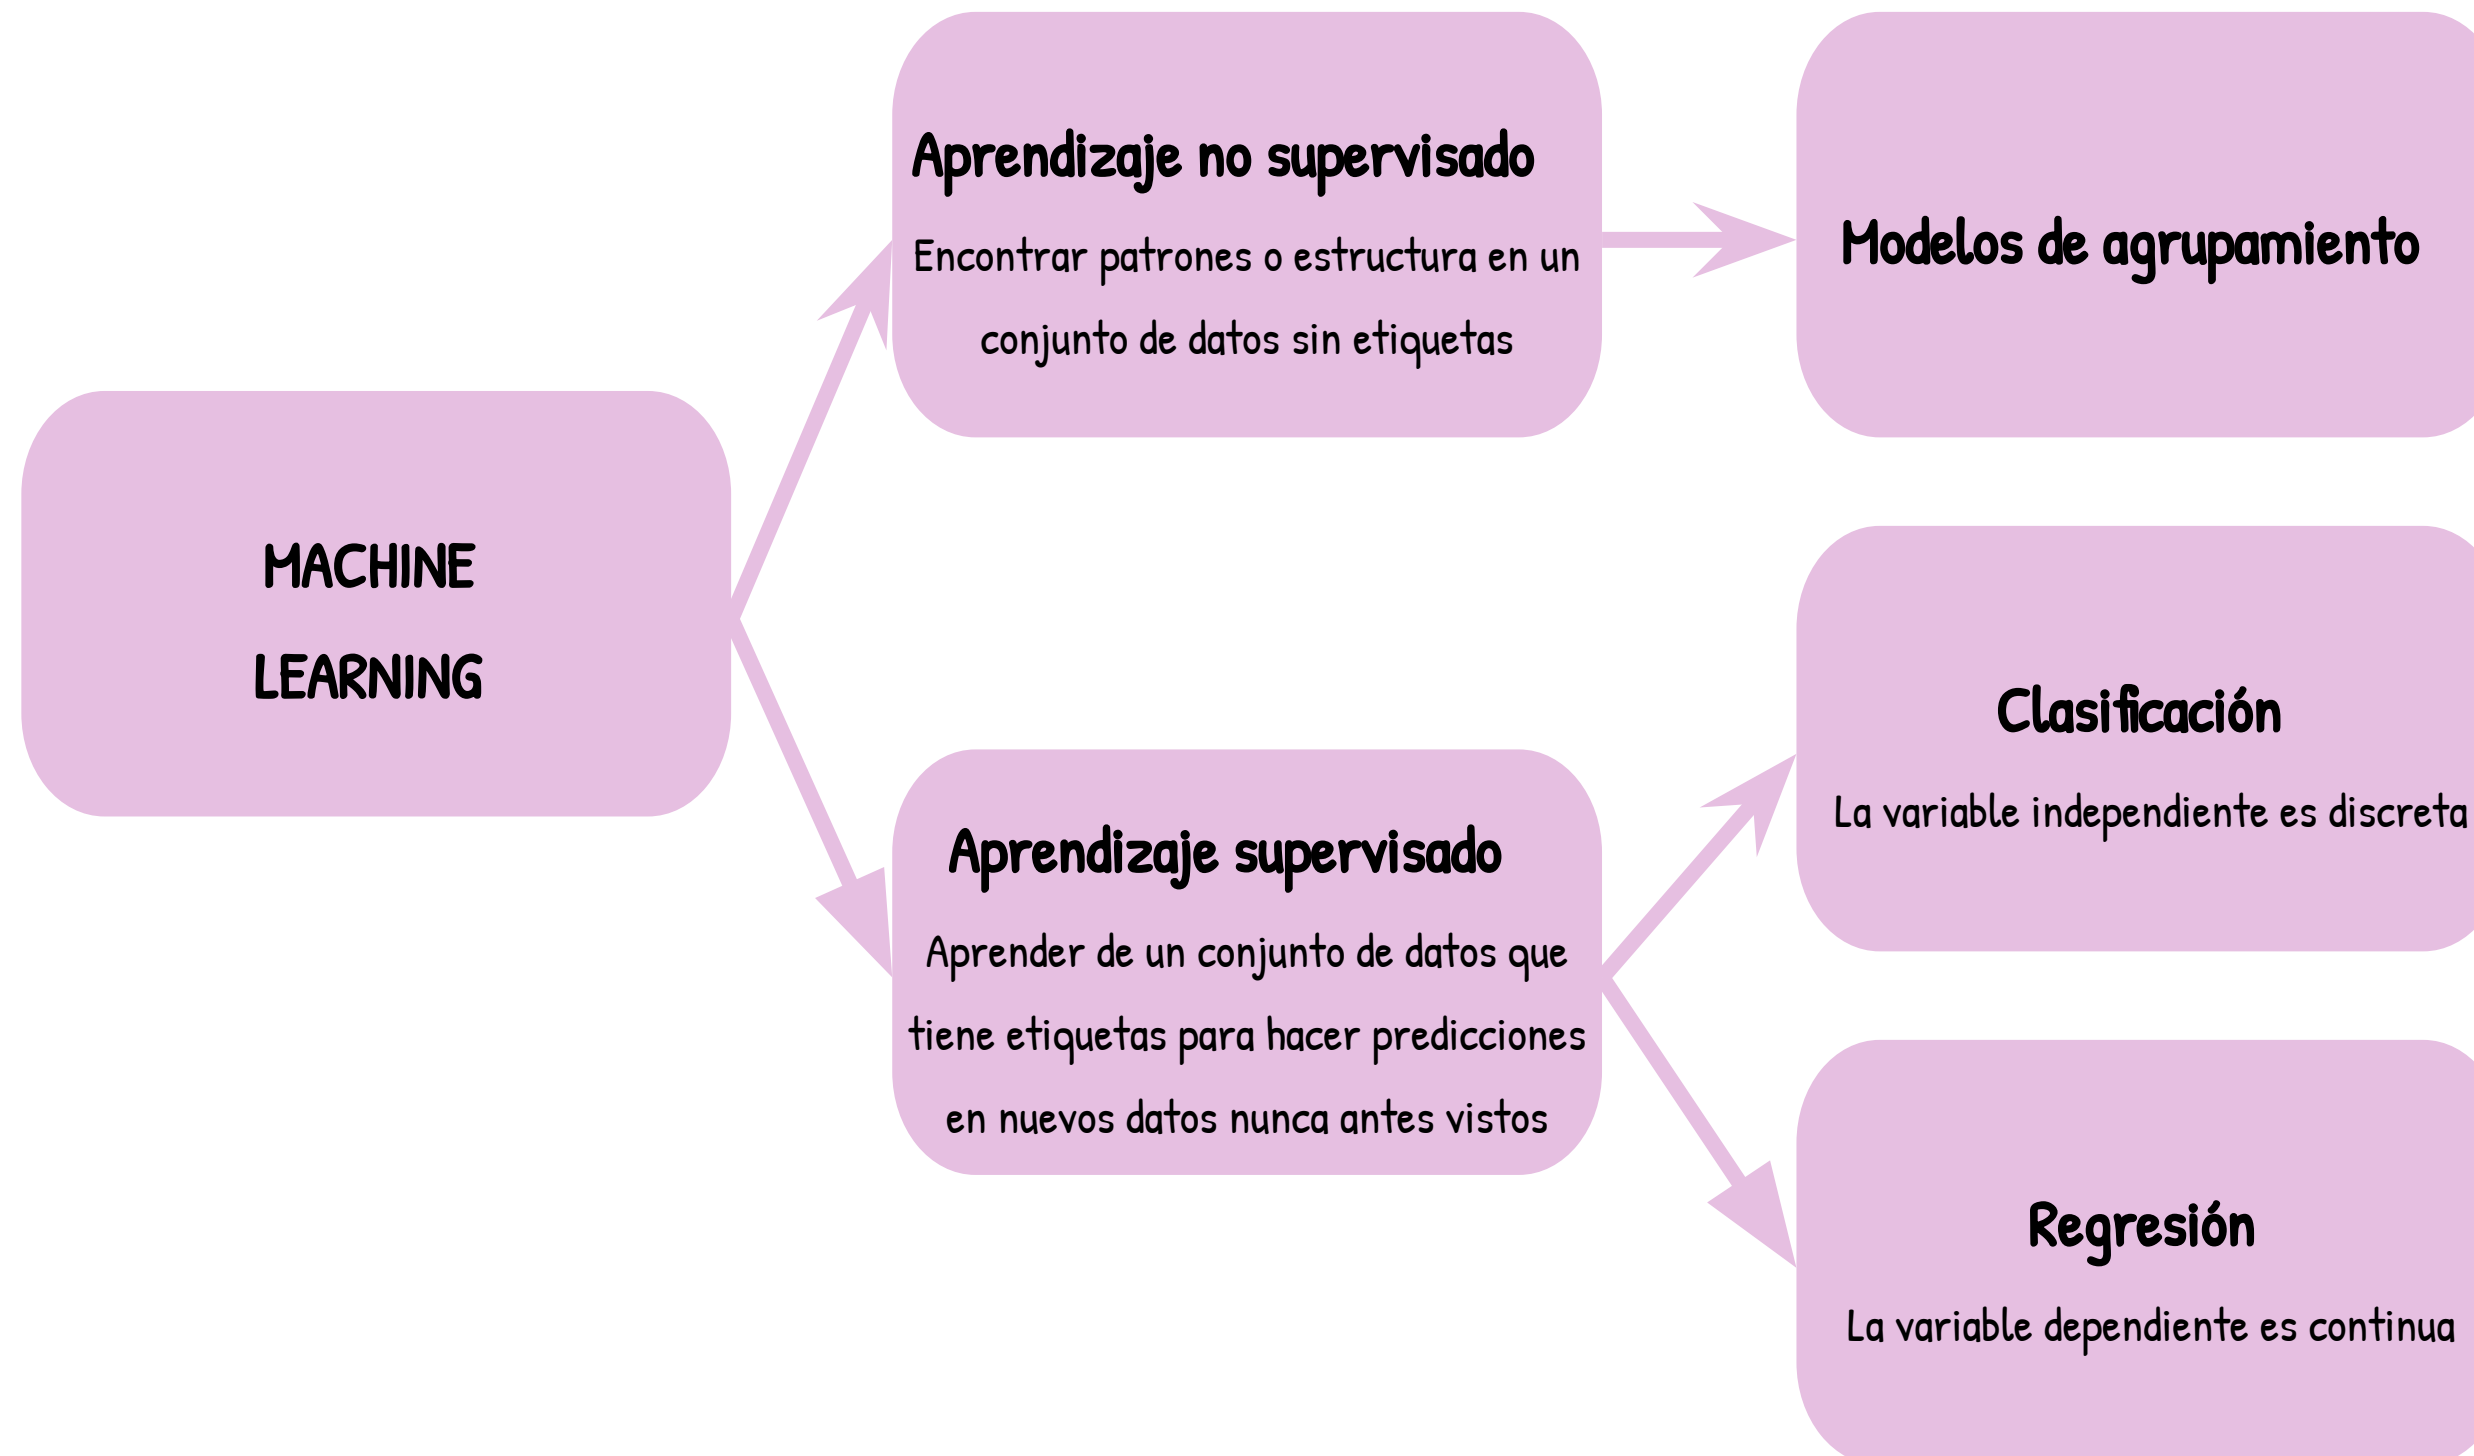 MACHINE
LEARNING
Aprendizaje no supervisado
Encontrar patrones o estructura en un
conjunto de datos sin etiquetas
Modelos de agrupamiento
Aprendizaje supervisado
Aprender de un conjunto de datos que
tiene etiquetas para hacer predicciones
en nuevos datos nunca antes vistos
Clasificación
La variable independiente es discreta
Regresión
La variable dependiente es continua